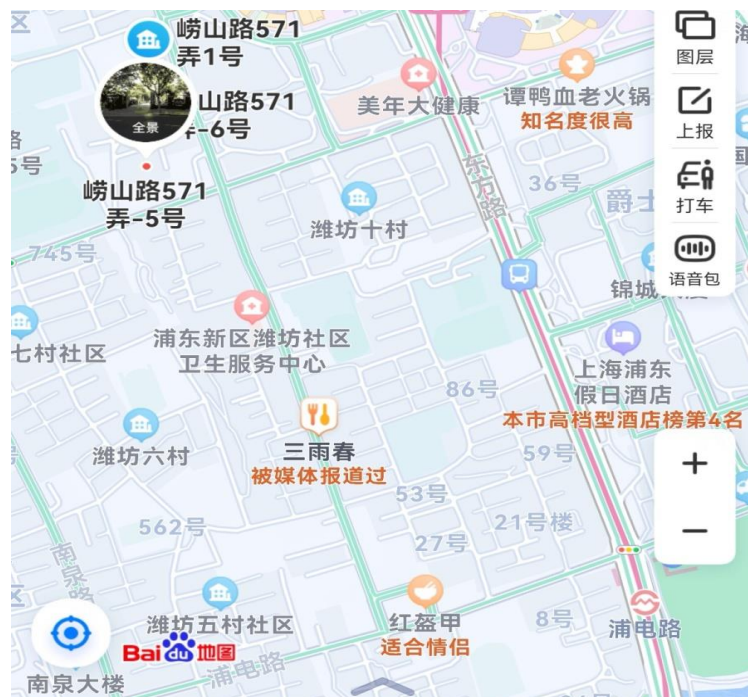 崂山路571
弄1号
图层
山路571
-6号
全景
美年大健康
谭鸭血老火锅
知名度很高
上报
崂山路571
弄-5号
东方路
36号
爵士
打车
745号
潍坊十村
语音包
锦城
浦东新区潍坊社区
卫生服务中心
七村社区
上海浦东
假日酒店
本市高档型酒店榜第4名
86号
潍坊六村
三雨春
被媒体报道过
59号
53号
21号楼
562号
27号
南泉路
潍坊五村社区
红盔甲
适合情侣
8号
浦电路
Bai du 地图
浦电路
南泉大楼